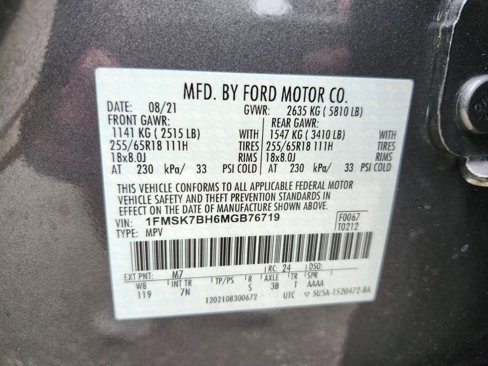 MFD. BY FORD MOTOR CO.
DATE: 08/21 GVWR: 2635 KG ( 5810 LB)
FRONT GAWR: REAR GAWR:
1141 KG ( 2515 LB) WITH 1547 KG ( 3410 LB) WITH
255/65R18 111H TIRES 255/65R18 111H TIRES
18x8.0J RIMS 18x8.0J RIMS
AT 230 kPa/ 33 PSI COLD AT 230 kPa/ 33 PSI COLD
THIS VEHICLE CONFORMS TO ALL APPLICABLE FEDERAL MOTOR
VEHICLE SAFETY AND THEFT PREVENTION STANDARDS IN
EFFECT ON THE DATE OF MANUFACTURE SHOWN ABOVE.
VIN: 1FMSK7BH6MGB76719 F0067
TYPE: MPV T0212
EXT PNT: M7 RC: 24 DSO:
WB INT TR TP/PS R AXLE TR SPR
119 7N S 38 T AAAA
1202108300672 UTC 5U5A-1520472-BA